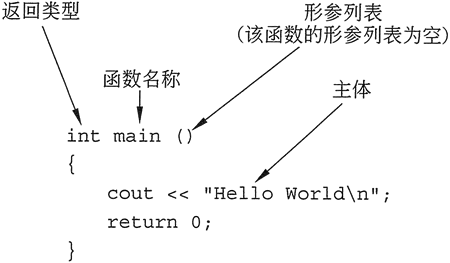 返回类型
形参列表
(该函数的形参列表为空)
函数名称
主体
int main ()
{
cout << "Hello World\n";
return 0;
}